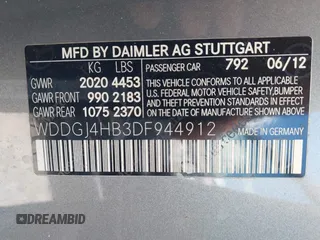 MFD BY DAIMLER AG STUTTGART
KG LBS PASSENGER CAR 792 06/12
GVWR 2020 4453 THIS VEHICLE CONFORMS TO ALL APPLICABLE
GAWR FRONT 990 2183 FEDERAL MOTOR VEHICLE SAFETY, BUMPER,
GAWR REAR 1075 2370 AND THEFT PREVENTION STANDARDS IN EFFECT
ON THE DATE OF MANUFACTURE SHOWN ABOVE.
WDDGJ4HB3DF944912
MADE IN GERMANY
DREAMBID